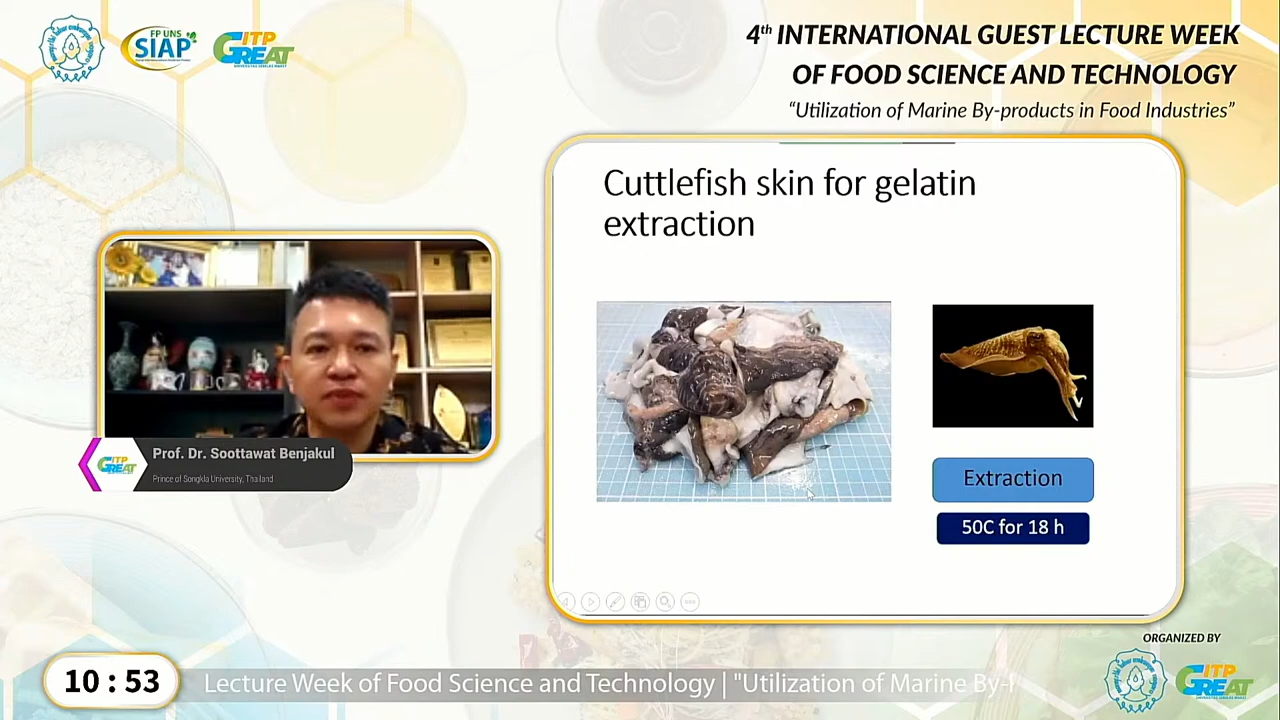 FP UNS
SIAP
ITP
GREAT
4th INTERNATIONAL GUEST LECTURE WEEK
OF FOOD SCIENCE AND TECHNOLOGY
“Utilization of Marine By-products in Food Industries”
Cuttlefish skin for gelatin
extraction
Prof. Dr. Soottawat Benjakul
Prince of Songkla University, Thailand
ITP
GREAT
Extraction
50C for 18 h
ORGANIZED BY
10 : 53
Lecture Week of Food Science and Technology | "Utilization of Marine By-
ITP
GREAT